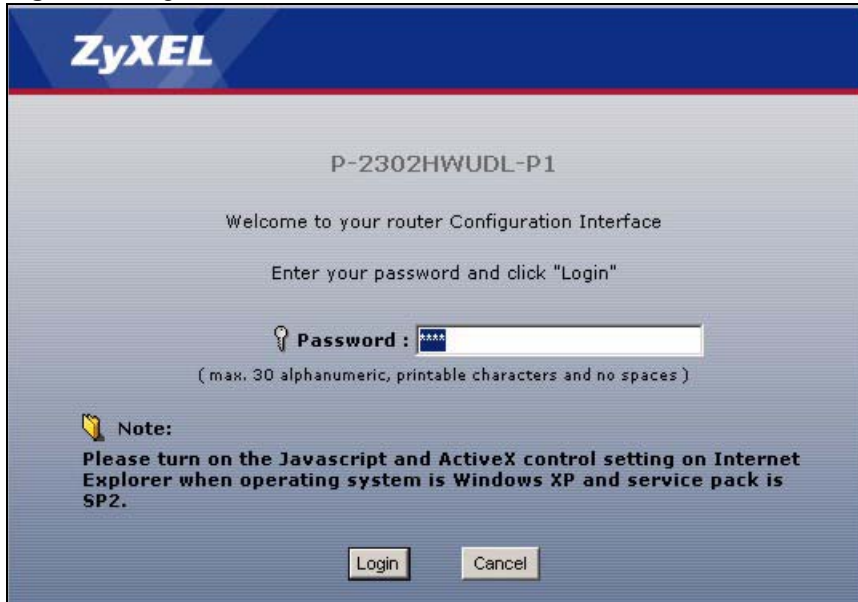 ZyXEL
P-2302HWUDL-P1
Welcome to your router Configuration Interface
Enter your password and click "Login"
Password : ****
( max. 30 alphanumeric, printable characters and no spaces )
Note:
Please turn on the Javascript and ActiveX control setting on Internet
Explorer when operating system is Windows XP and service pack is
SP2.
Login Cancel